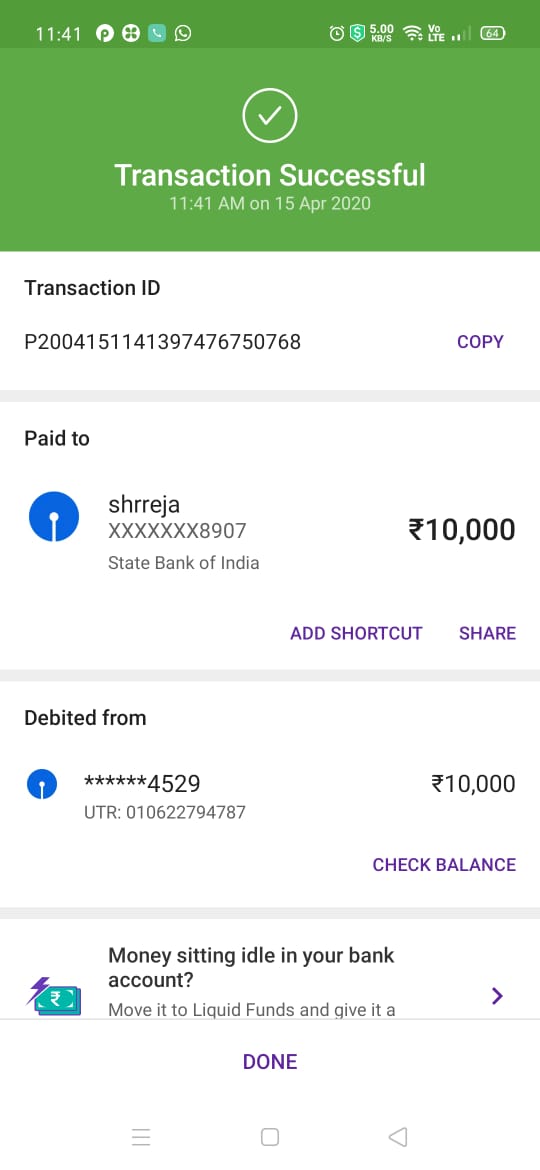 11:41 5.00 KB/S Vo LTE 64
Transaction Successful
11:41 AM on 15 Apr 2020
Transaction ID
P2004151141397476750768 COPY
Paid to
shrreja
XXXXXXX8907 ₹10,000
State Bank of India
ADD SHORTCUT SHARE
Debited from
******4529 ₹10,000
UTR: 010622794787
CHECK BALANCE
Money sitting idle in your bank
account?
Move it to Liquid Funds and give it a
DONE